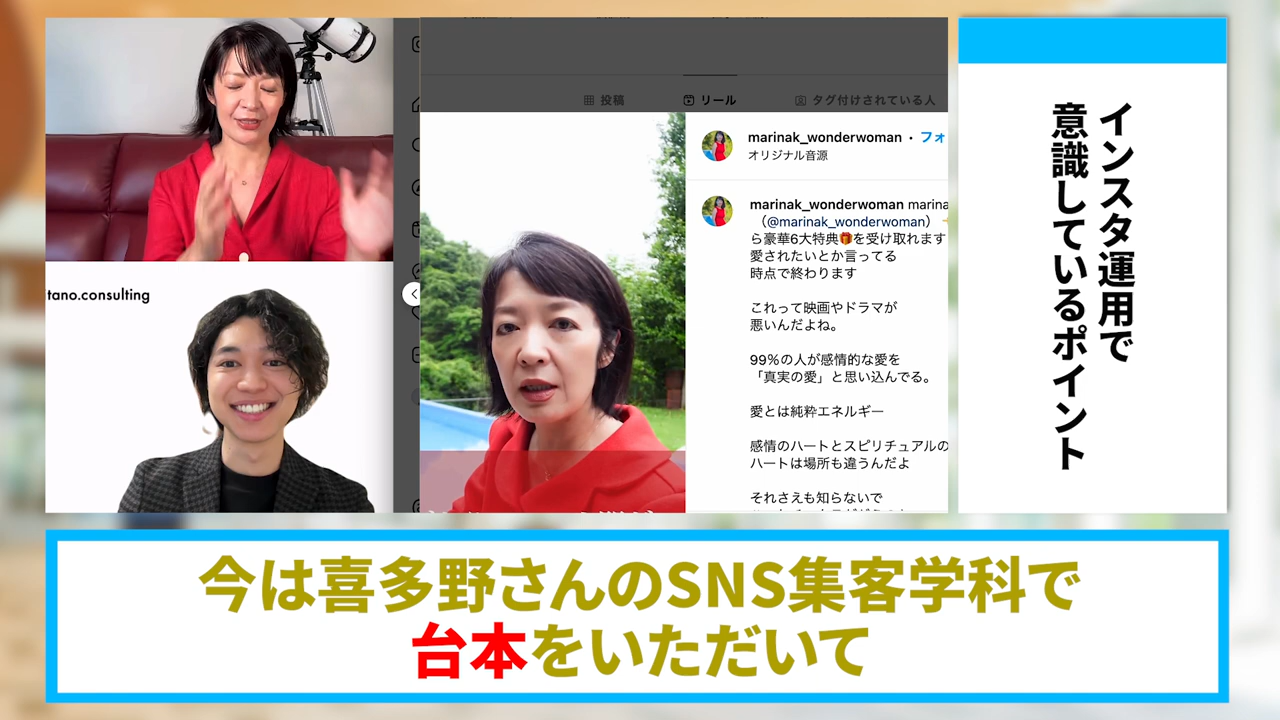 tano.consulting
投稿
リール
タグ付けされている人
marinak_wonderwoman・フォ
オリジナル音源
marinak_wonderwoman marina
（@marinak_wonderwoman）
ら豪華6大特典🎁を受け取れます
愛されたいとか言ってる
時点で終わります
これって映画やドラマが
悪いんだよね。
99%の人が感情的な愛を
「真実の愛」と思い込んでる。
愛とは純粋エネルギー
感情のハートとスピリチュアルの
ハートは場所も違うんだよ
それさえも知らないで
インスタ運用で
意識しているポイント
今は喜多野さんのSNS集客学科で
台本をいただいて